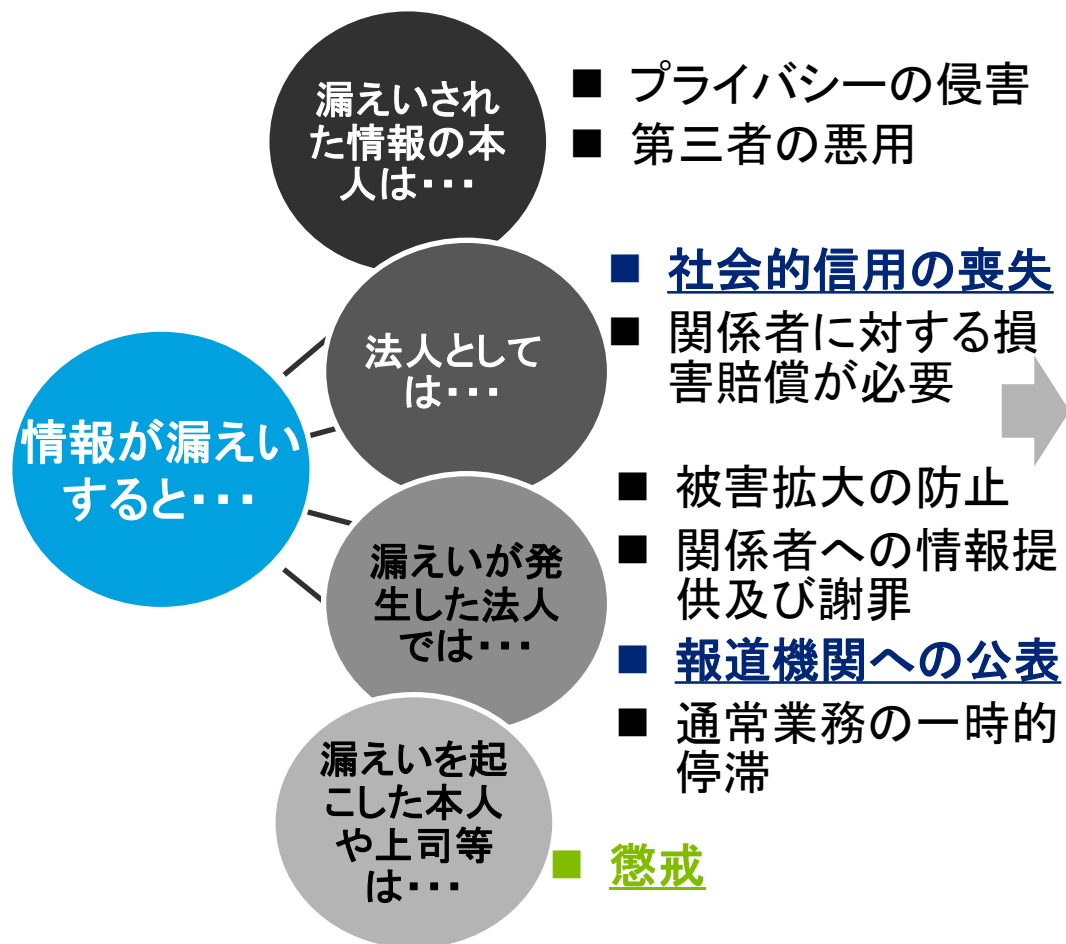 情報が漏えい
すると･･･
漏えいされ
た情報の本
人は･･･
■ プライバシーの侵害
■ 第三者の悪用
法人として
は･･･
■ 社会的信用の喪失
■ 関係者に対する損
害賠償が必要
漏えいが発
生した法人
では･･･
■ 被害拡大の防止
■ 関係者への情報提
供及び謝罪
■ 報道機関への公表
■ 通常業務の一時的
停滞
漏えいを起
こした本人
や上司等
は･･･
■ 懲戒